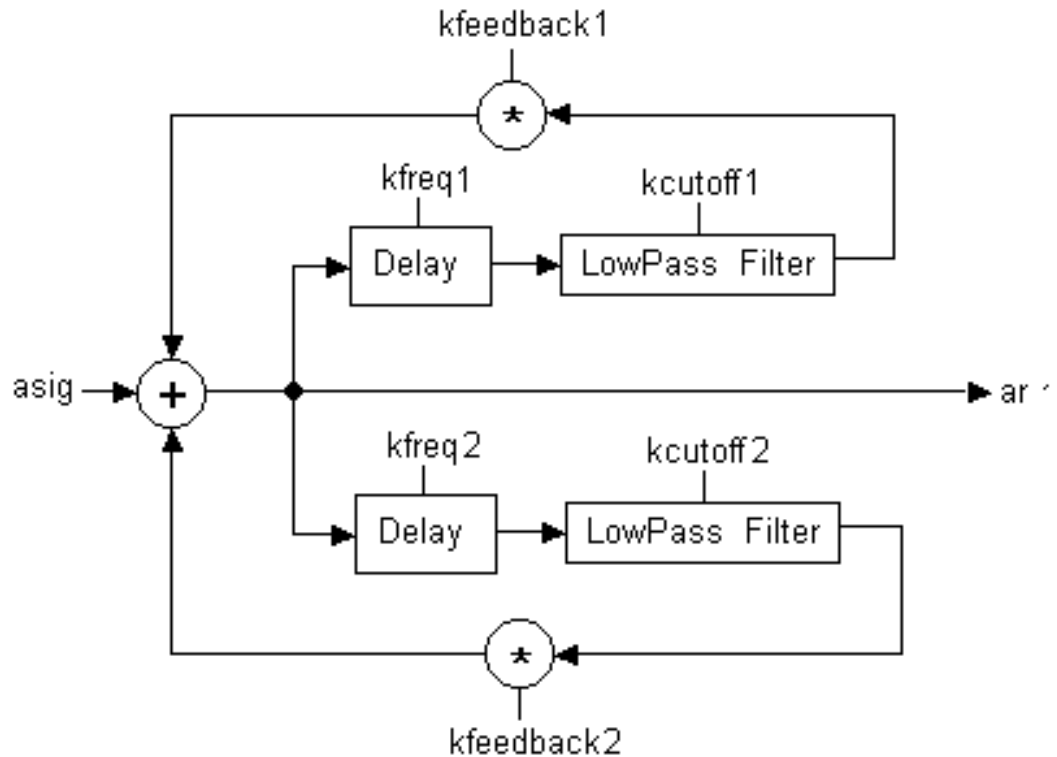 kfeedback1
*
kfreq1
kcutoff1
Delay
LowPass Filter
asig
+
ar
kfreq2
kcutoff2
Delay
LowPass Filter
*
kfeedback2